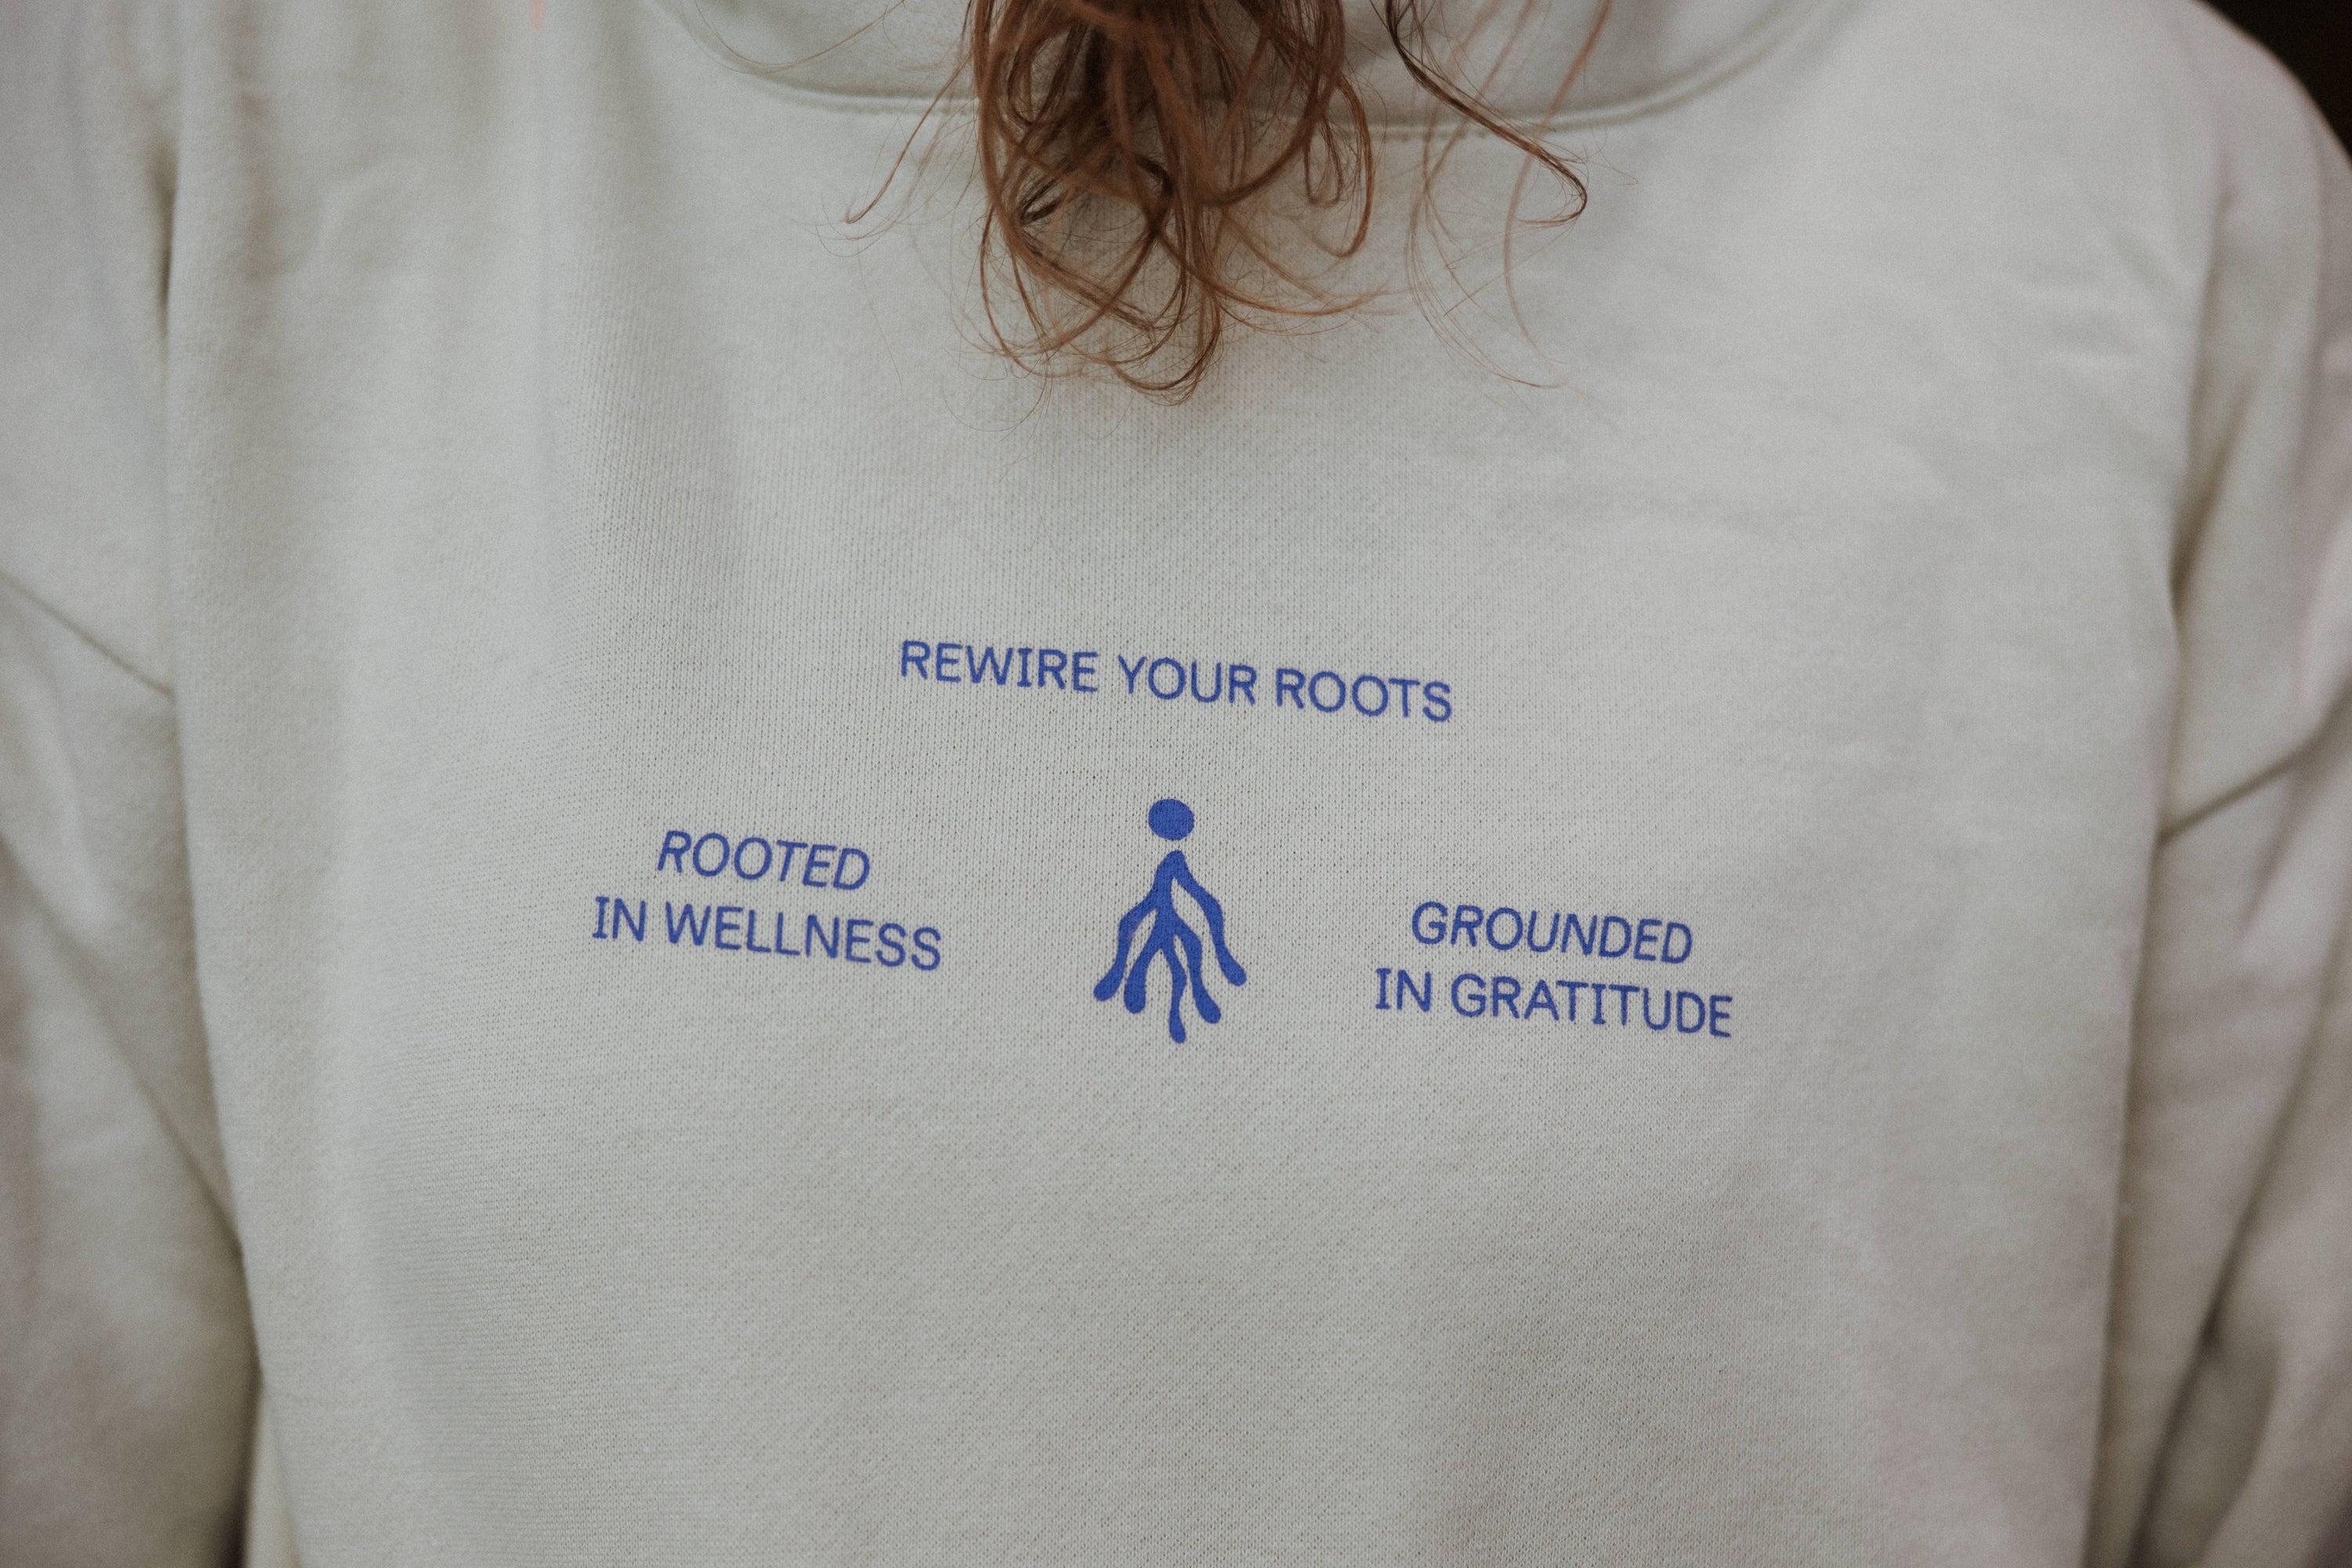 REWIRE YOUR ROOTS
ROOTED
IN WELLNESS
GROUNDED
IN GRATITUDE